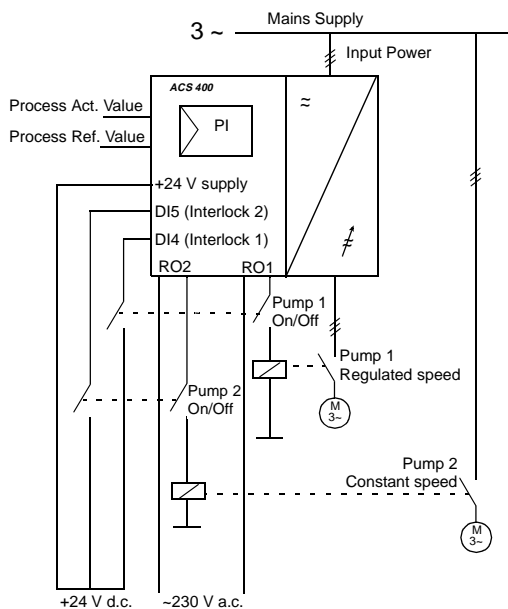 Mains Supply
3 ~
Input Power
ACS 400
≂
Process Act. Value
PI
Process Ref. Value
+24 V supply
DI5 (Interlock 2)
DI4 (Interlock 1)
RO2
RO1
Pump 1
On/Off
Pump 1
Regulated speed
M
3~
Pump 2
On/Off
Pump 2
Constant speed
M
3~
+24 V d.c.
~230 V a.c.